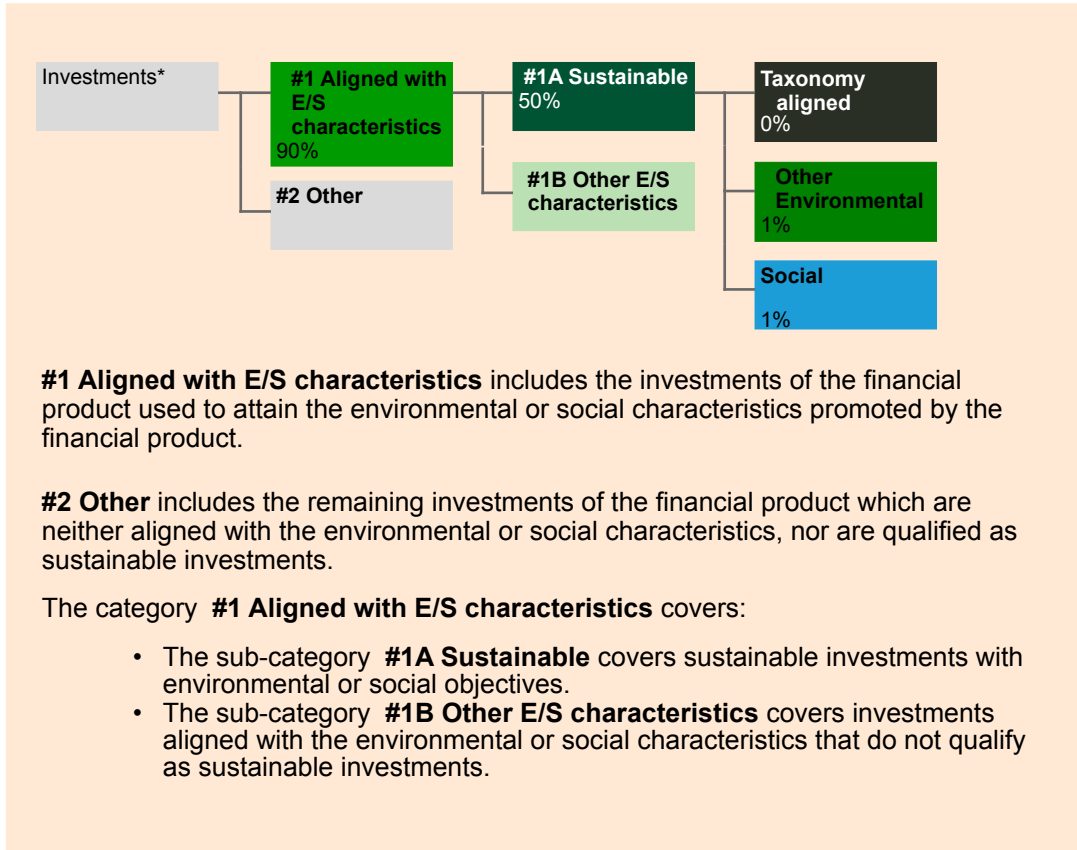 Investments*
#1 Aligned with
E/S
characteristics
90%
#2 Other
#1A Sustainable
50%
#1B Other E/S
characteristics
Taxonomy
aligned
0%
Other
Environmental
1%
Social
1%
#1 Aligned with E/S characteristics includes the investments of the financial
product used to attain the environmental or social characteristics promoted by the
financial product.
#2 Other includes the remaining investments of the financial product which are
neither aligned with the environmental or social characteristics, nor are qualified as
sustainable investments.
The category #1 Aligned with E/S characteristics covers:
• The sub-category #1A Sustainable covers sustainable investments with
environmental or social objectives.
• The sub-category #1B Other E/S characteristics covers investments
aligned with the environmental or social characteristics that do not qualify
as sustainable investments.